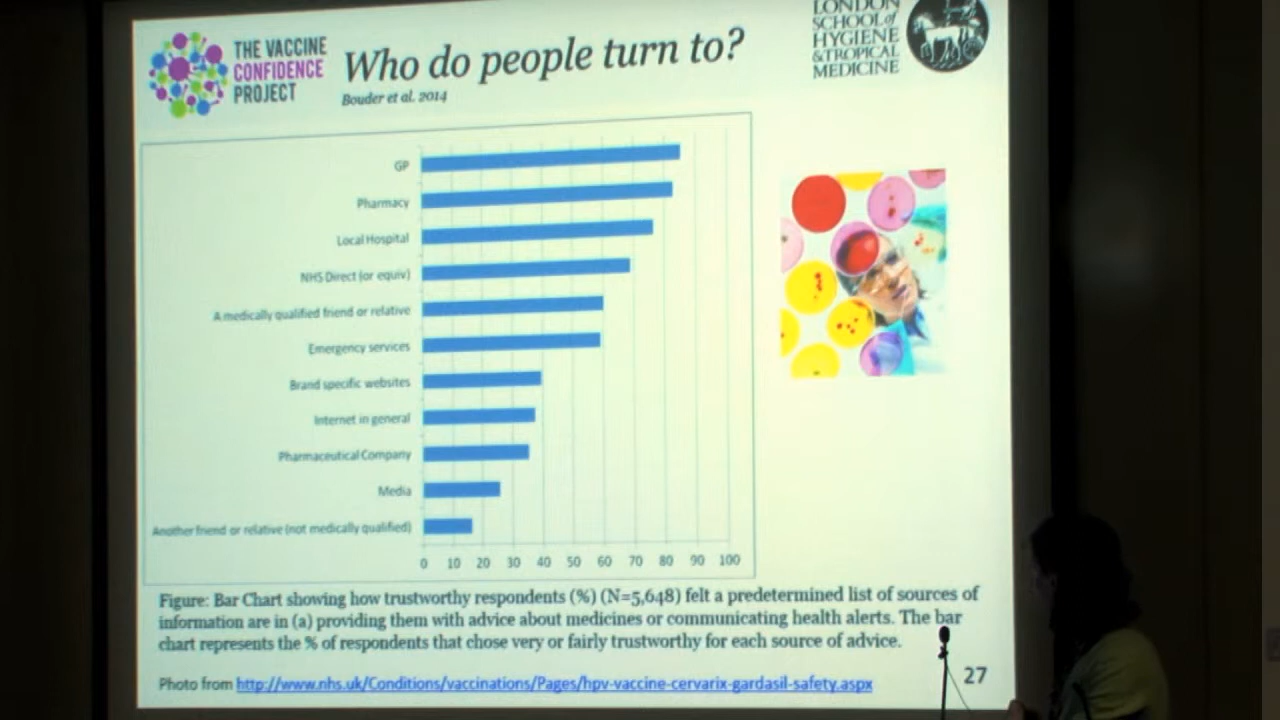 THE VACCINE
CONFIDENCE
PROJECT
Who do people turn to?
Bouder et al. 2014
LONDON
SCHOOL of
HYGIENE
& TROPICAL
MEDICINE
GP
Pharmacy
Local Hospital
NHS Direct (or equiv)
A medically qualified friend or relative
Emergency services
Brand specific websites
Internet in general
Pharmaceutical Company
Media
Another friend or relative (not medically qualified)
0 10 20 30 40 50 60 70 80 90 100
Figure: Bar Chart showing how trustworthy respondents (%) (N=5,648) felt a predetermined list of sources of
information are in (a) providing them with advice about medicines or communicating health alerts. The bar
chart represents the % of respondents that chose very or fairly trustworthy for each source of advice.
Photo from http://www.nhs.uk/Conditions/vaccinations/Pages/hpv-vaccine-cervarix-gardasil-safety.aspx
27